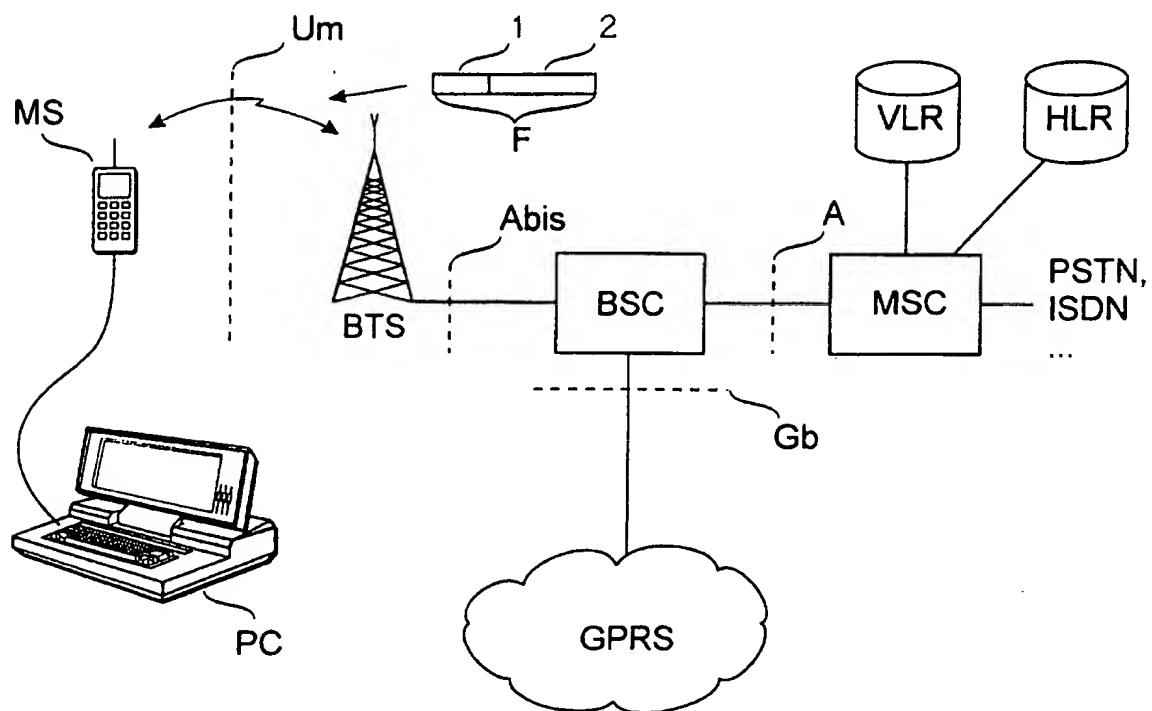 Um
1
2
F
MS
VLR
HLR
Abis
A
BTS
BSC
MSC
PSTN,
ISDN
...
Gb
PC
GPRS